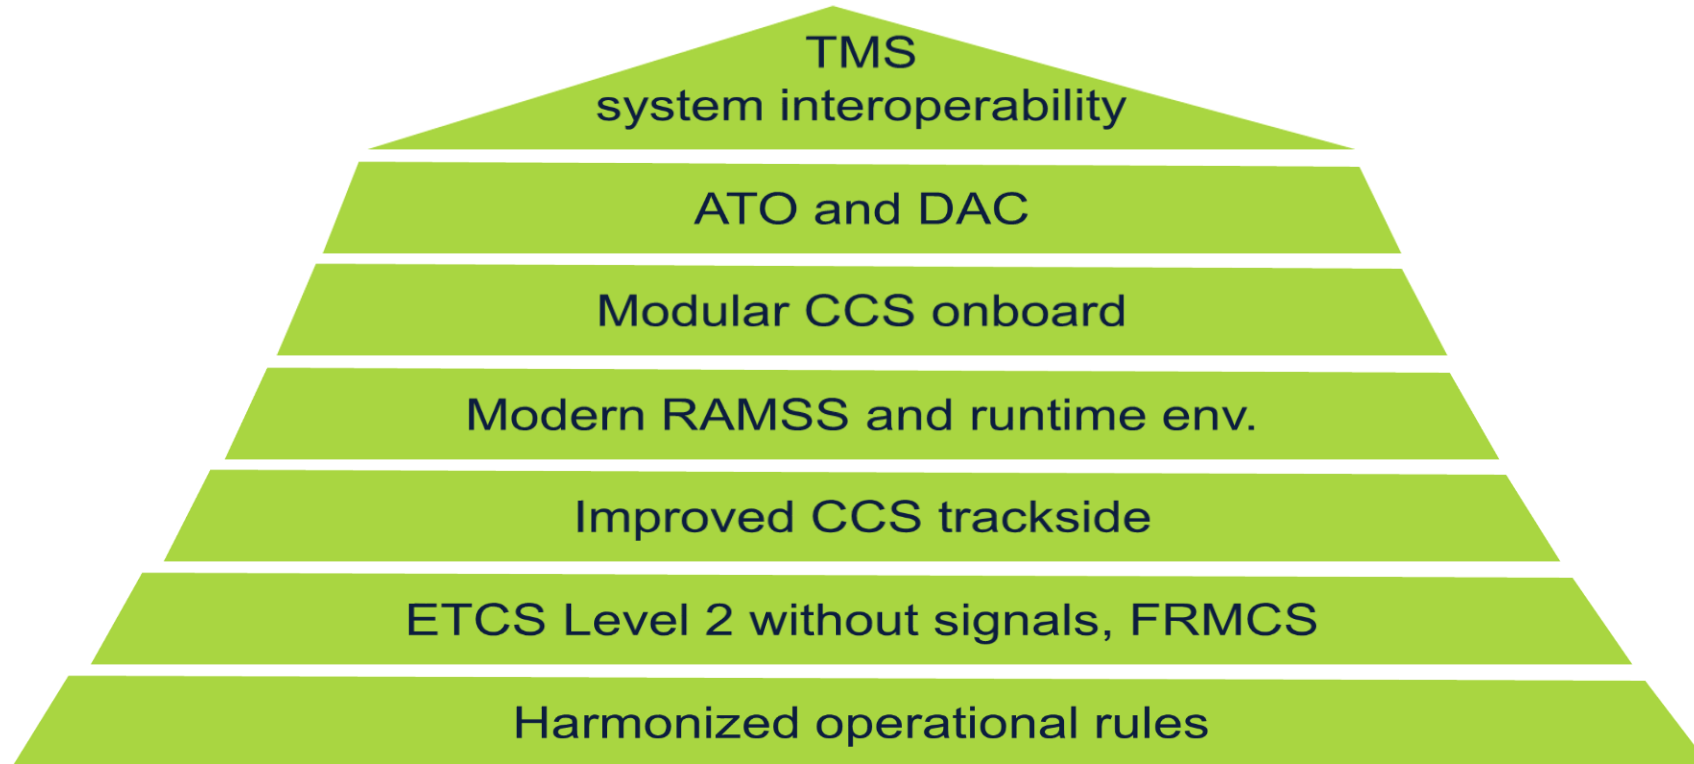 TMS
system interoperability
ATO and DAC
Modular CCS onboard
Modern RAMSS and runtime env.
Improved CCS trackside
ETCS Level 2 without signals, FRMCS
Harmonized operational rules